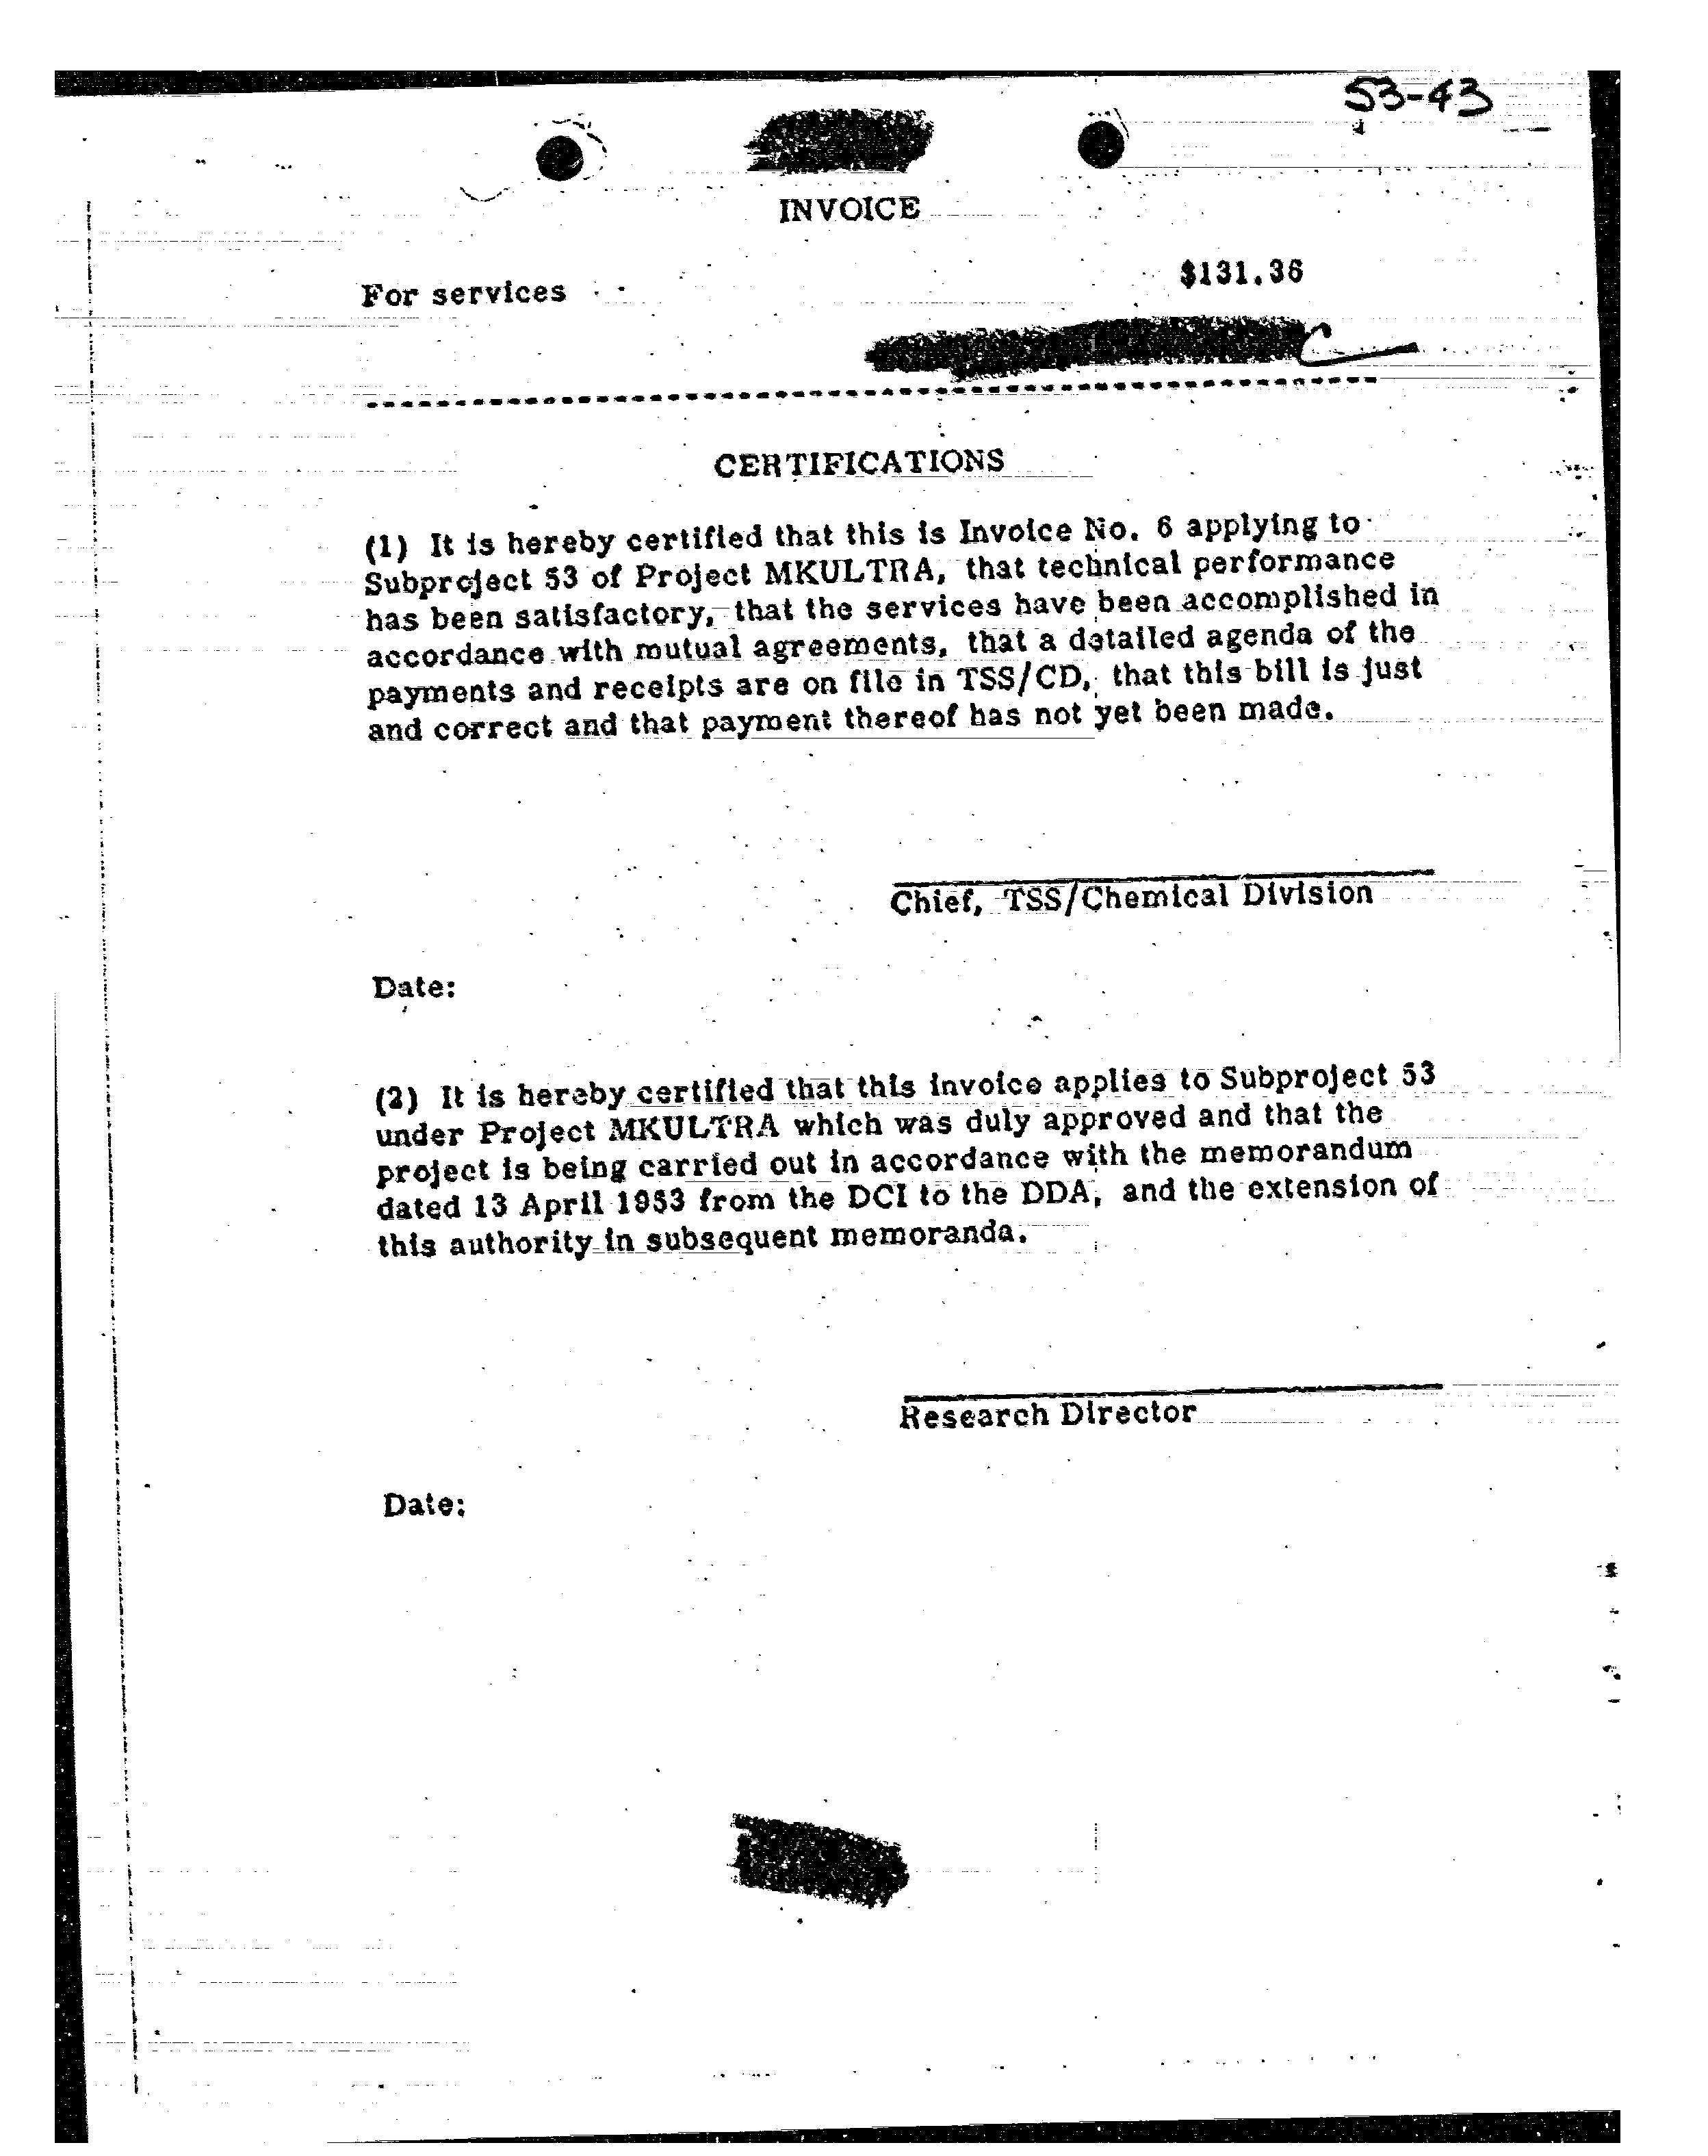 53-43
INVOICE
For services $131.36
CERTIFICATIONS
(1) It is hereby certified that this is Invoice No. 6 applying to
Subproject 53 of Project MKULTRA, that technical performance
has been satisfactory, that the services have been accomplished in
accordance with mutual agreements, that a detailed agenda of the
payments and receipts are on file in TSS/CD, that this bill is just
and correct and that payment thereof has not yet been made.
Chief, TSS/Chemical Division
Date:
(2) It is hereby certified that this invoice applies to Subproject 53
under Project MKULTRA which was duly approved and that the
project is being carried out in accordance with the memorandum
dated 13 April 1953 from the DCI to the DDA, and the extension of
this authority in subsequent memoranda.
Research Director
Date: